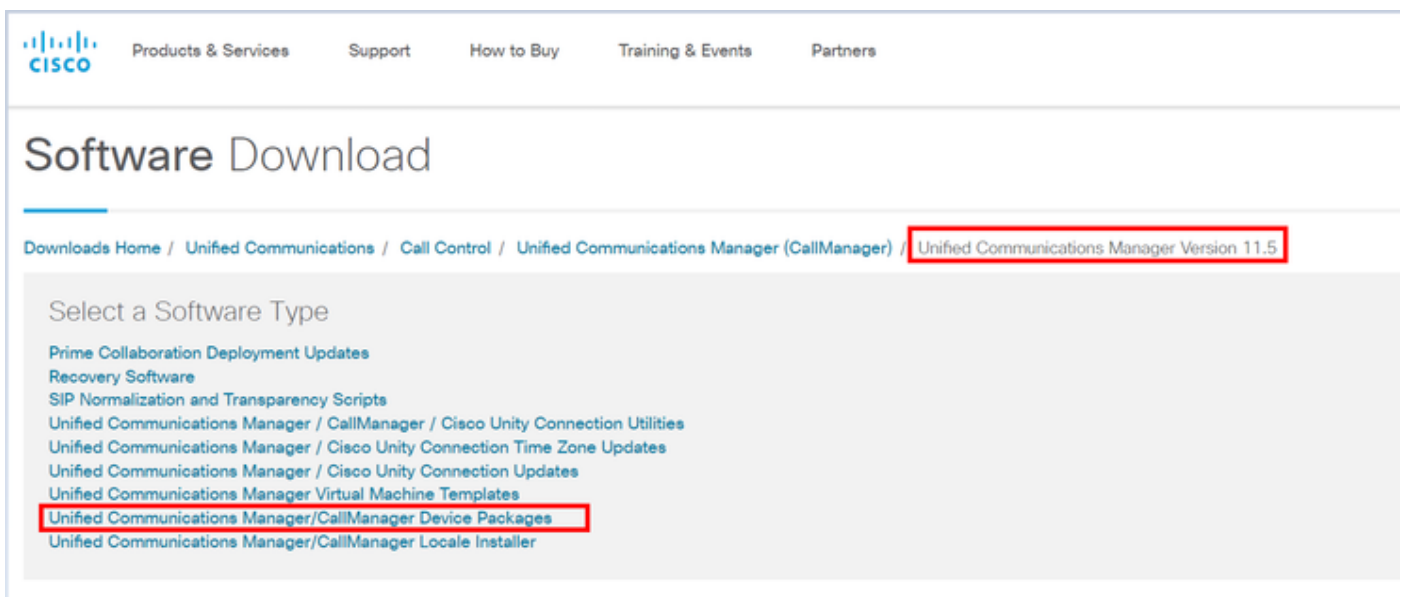 CISCO
Products & Services Support How to Buy Training & Events Partners
Software Download
Downloads Home / Unified Communications / Call Control / Unified Communications Manager (CallManager) / Unified Communications Manager Version 11.5
Select a Software Type
Prime Collaboration Deployment Updates
Recovery Software
SIP Normalization and Transparency Scripts
Unified Communications Manager / CallManager / Cisco Unity Connection Utilities
Unified Communications Manager / Cisco Unity Connection Time Zone Updates
Unified Communications Manager / Cisco Unity Connection Updates
Unified Communications Manager Virtual Machine Templates
Unified Communications Manager/CallManager Device Packages
Unified Communications Manager/CallManager Locale Installer